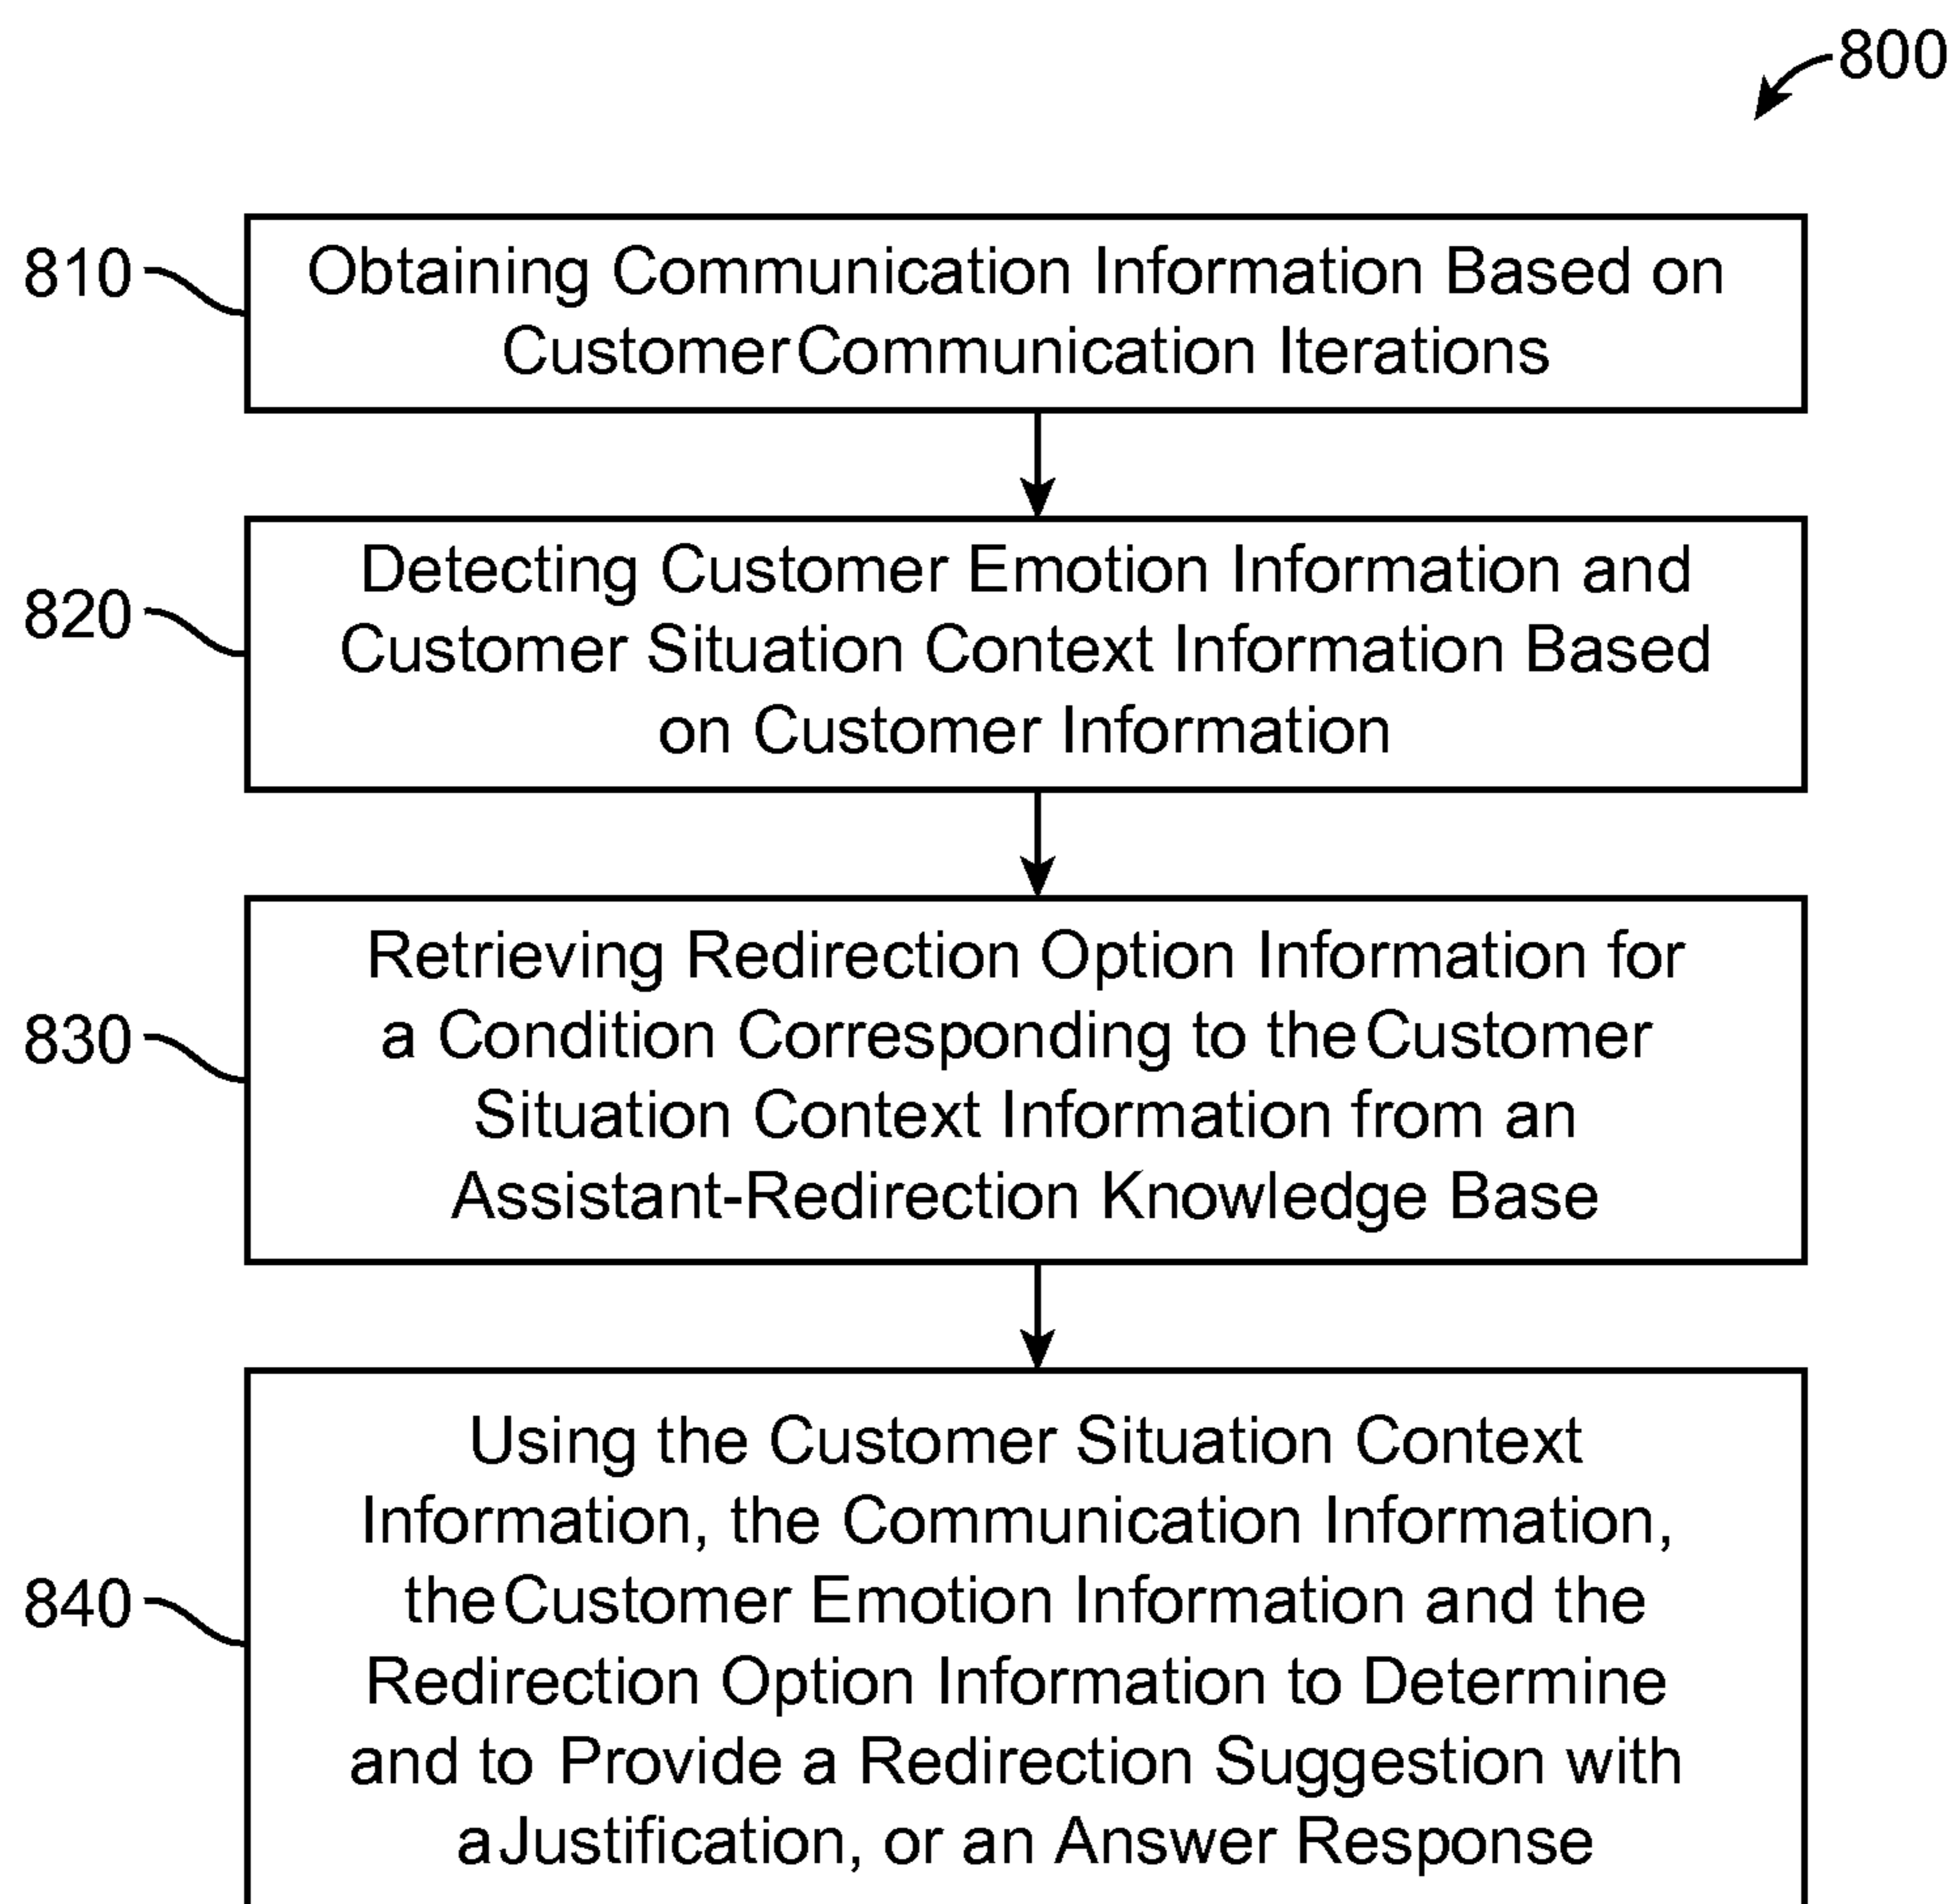 800
810
Obtaining Communication Information Based on
Customer Communication Iterations
820
Detecting Customer Emotion Information and
Customer Situation Context Information Based
on Customer Information
830
Retrieving Redirection Option Information for
a Condition Corresponding to the Customer
Situation Context Information from an
Assistant-Redirection Knowledge Base
840
Using the Customer Situation Context
Information, the Communication Information,
the Customer Emotion Information and the
Redirection Option Information to Determine
and to Provide a Redirection Suggestion with
a Justification, or an Answer Response